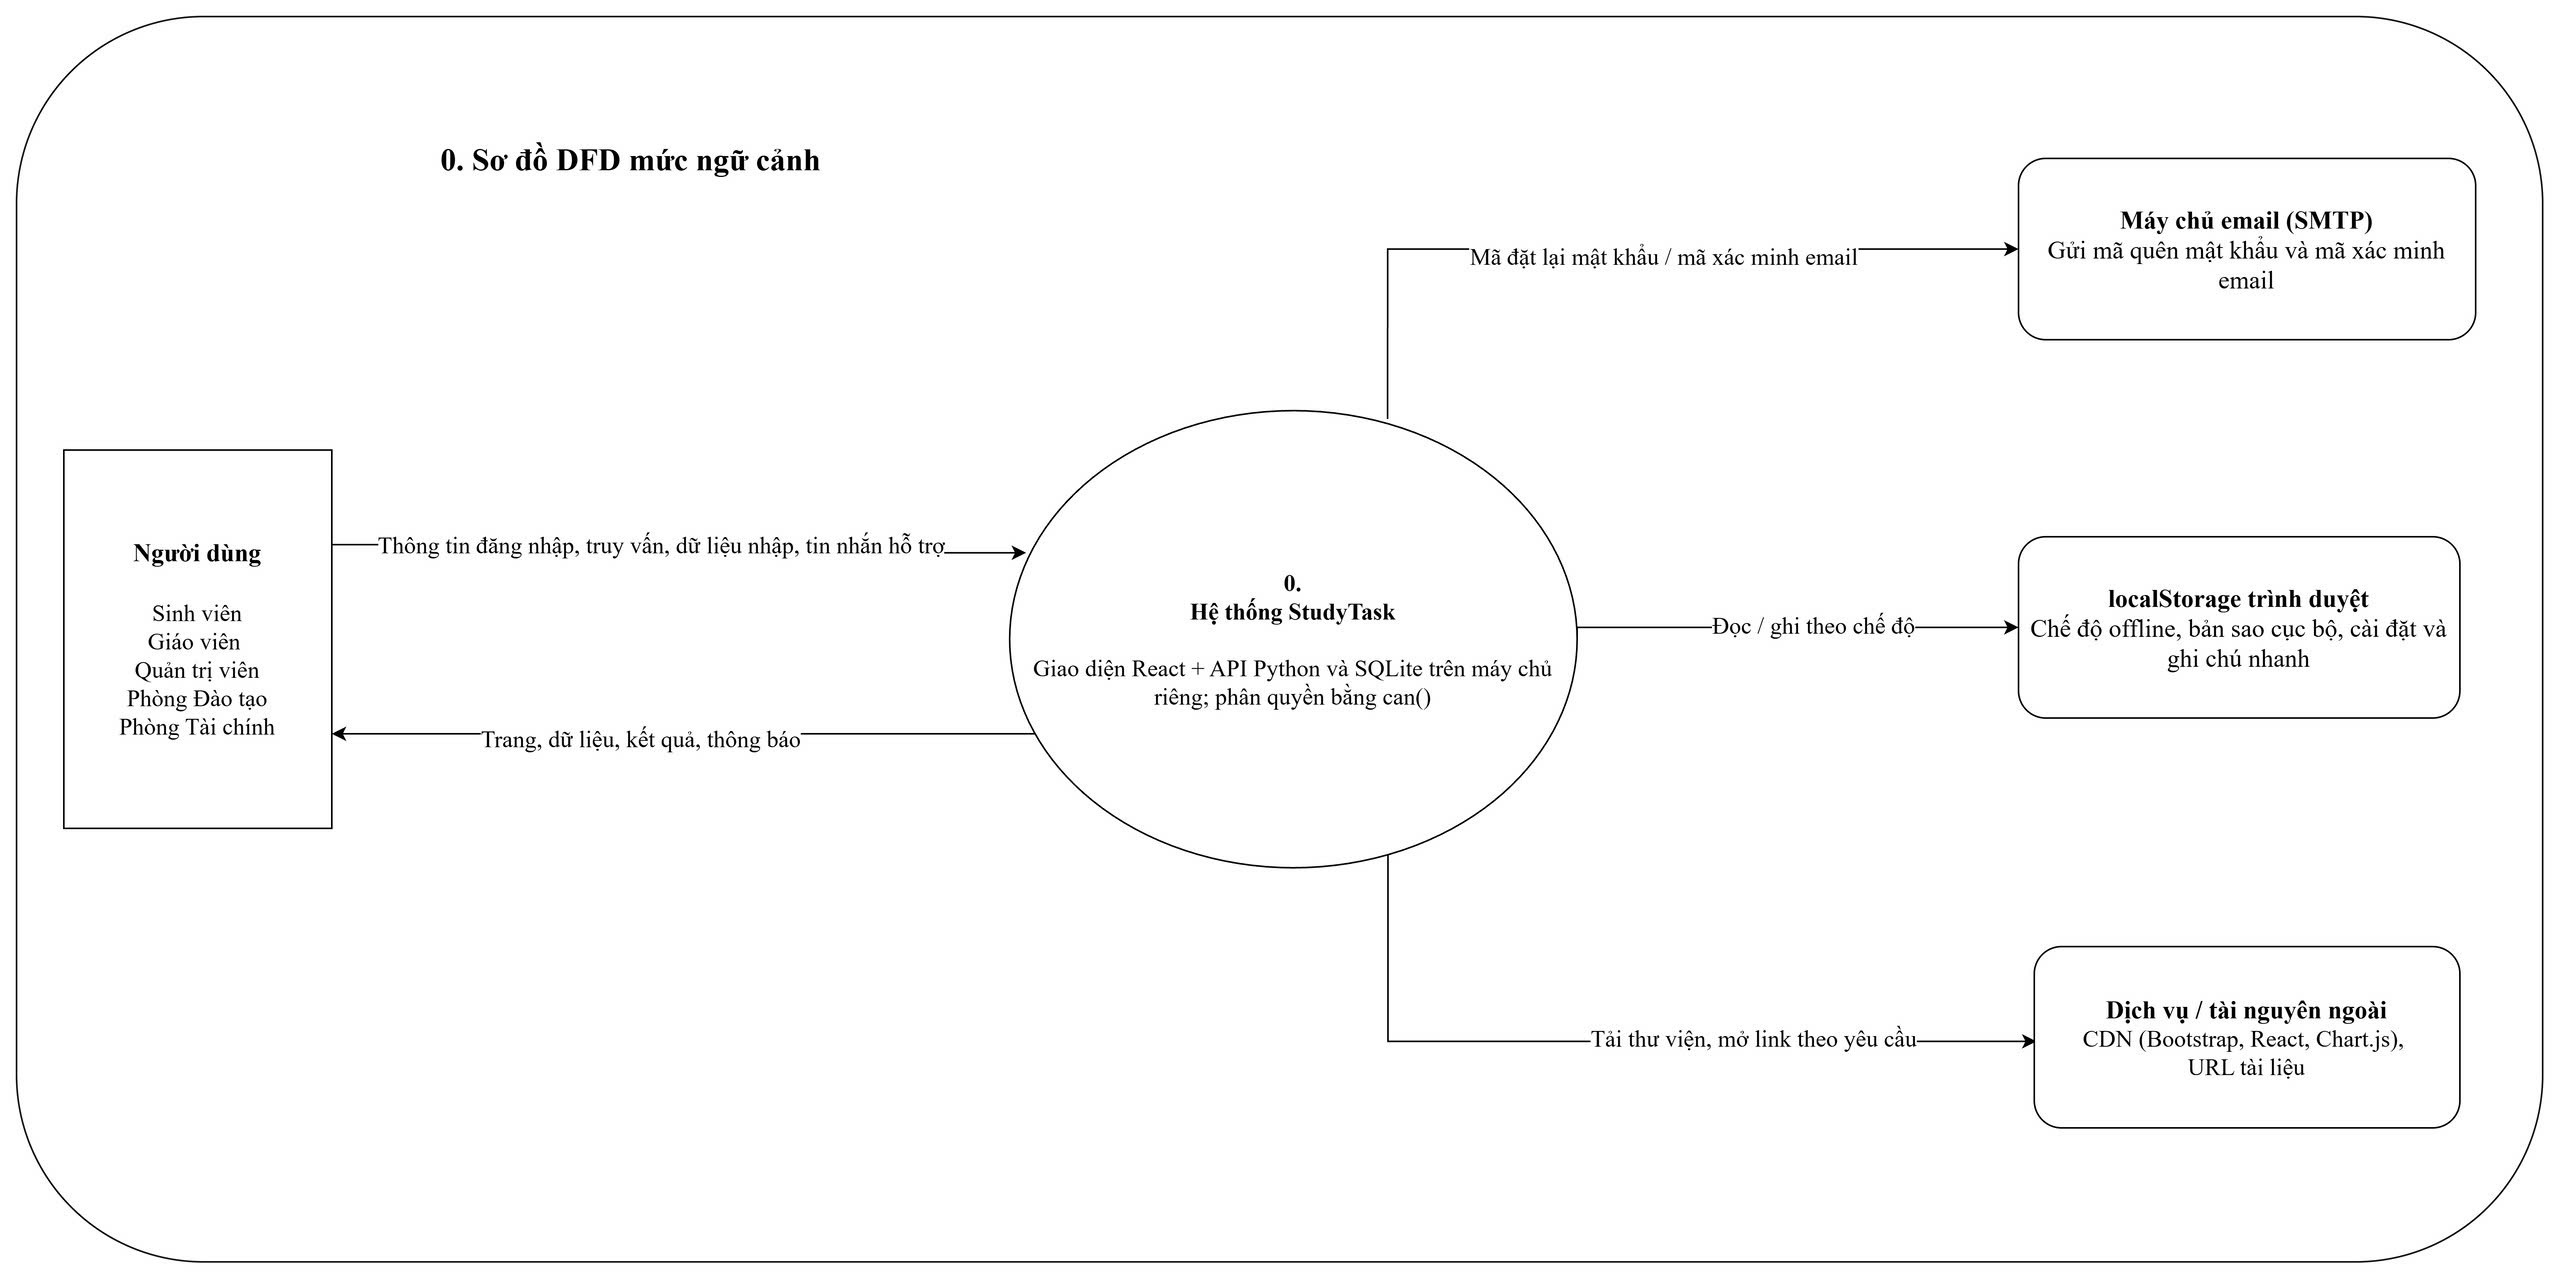 0. Sơ đồ DFD mức ngữ cảnh
Máy chủ email (SMTP)
Gửi mã quên mật khẩu và mã xác minh
email
Mã đặt lại mật khẩu / mã xác minh email
Người dùng
Sinh viên
Giáo viên
Quản trị viên
Phòng Đào tạo
Phòng Tài chính
Thông tin đăng nhập, truy vấn, dữ liệu nhập, tin nhắn hỗ trợ
Trang, dữ liệu, kết quả, thông báo
0.
Hệ thống StudyTask
Giao diện React + API Python và SQLite trên máy chủ
riêng; phân quyền bằng can()
Đọc / ghi theo chế độ
localStorage trình duyệt
Chế độ offline, bản sao cục bộ, cài đặt và
ghi chú nhanh
Tải thư viện, mở link theo yêu cầu
Dịch vụ / tài nguyên ngoài
CDN (Bootstrap, React, Chart.js),
URL tài liệu